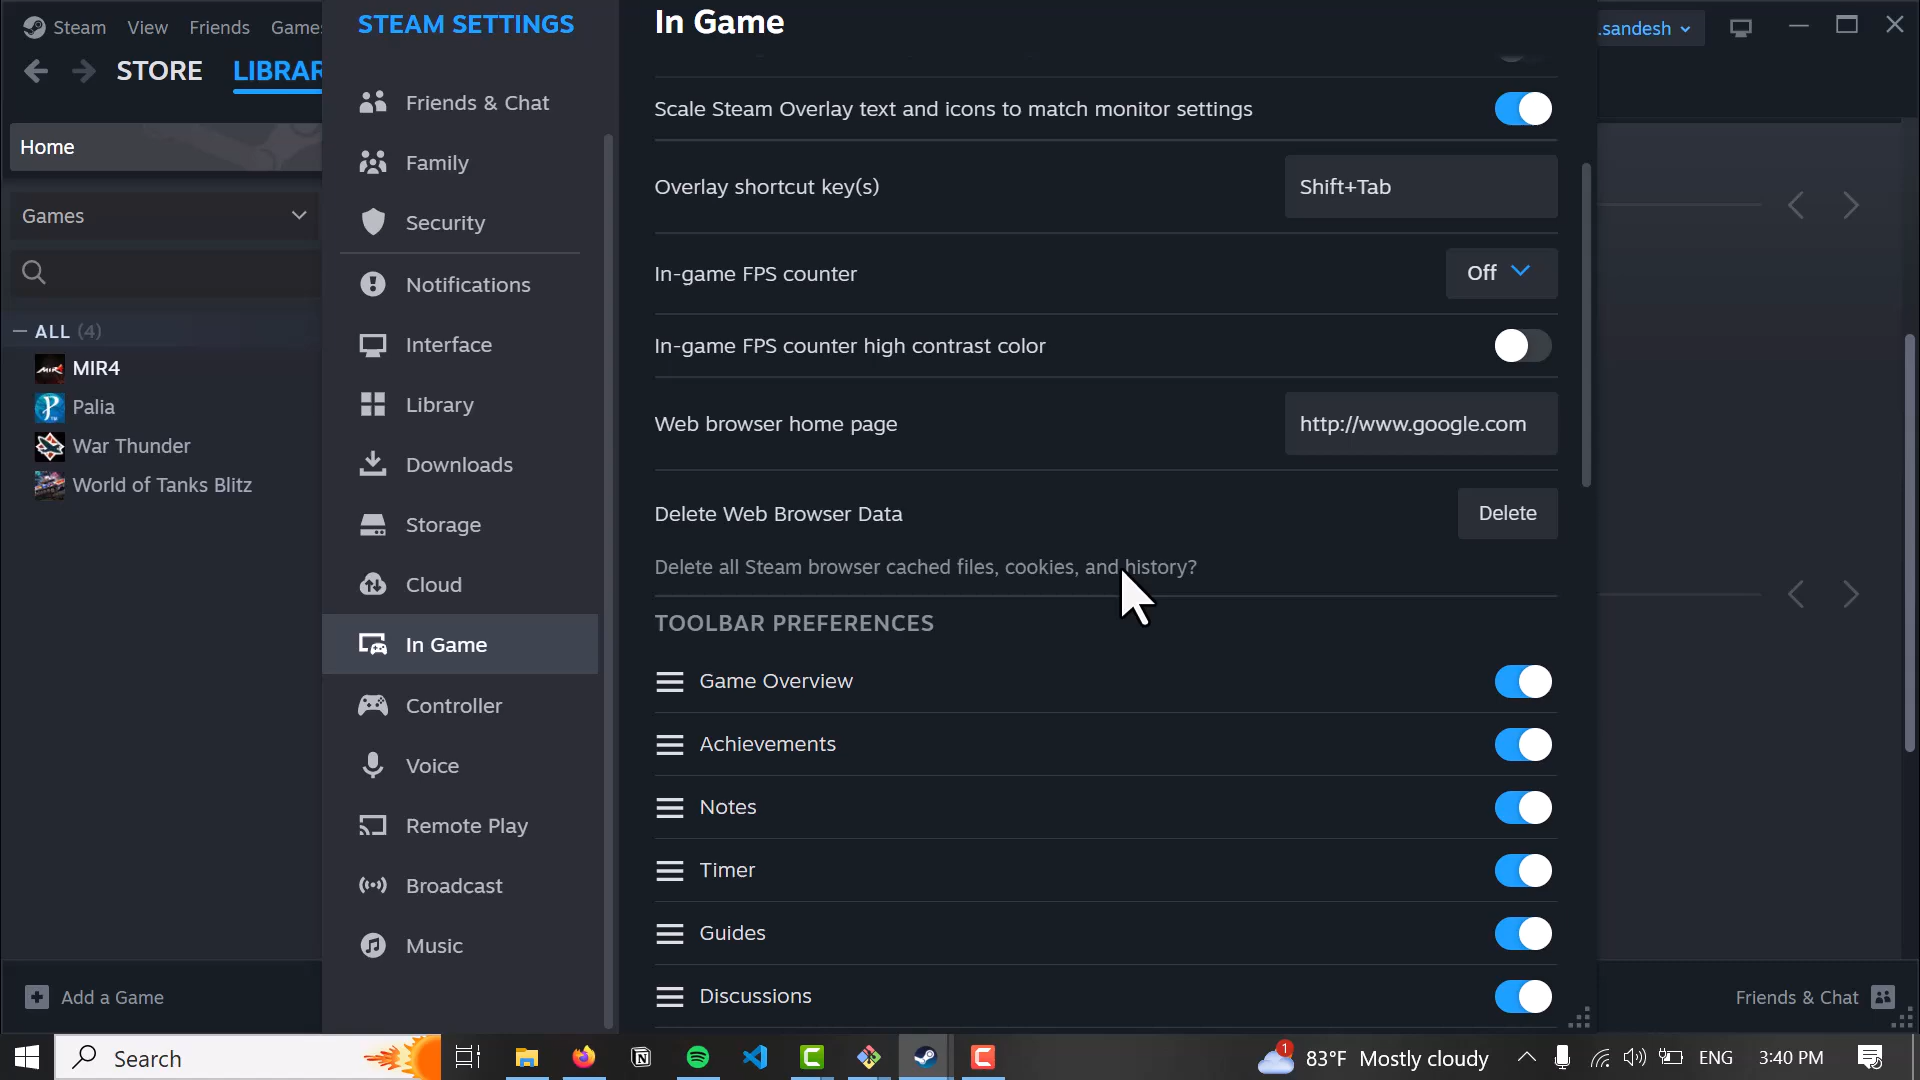 Steam View Friends Games
STORE LIBRAR
Home
Games
ALL (4)
MIR4
Palia
War Thunder
World of Tanks Blitz
Add a Game
STEAM SETTINGS
Friends & Chat
Family
Security
Notifications
Interface
Library
Downloads
Storage
Cloud
In Game
Controller
Voice
Remote Play
Broadcast
Music
In Game
Scale Steam Overlay text and icons to match monitor settings
Overlay shortcut key(s) Shift+Tab
In-game FPS counter Off
In-game FPS counter high contrast color
Web browser home page http://www.google.com
Delete Web Browser Data Delete
Delete all Steam browser cached files, cookies, and history?
TOOLBAR PREFERENCES
Game Overview
Achievements
Notes
Timer
Guides
Discussions
.sandesh
Friends & Chat
Search
1
83°F Mostly cloudy
ENG
3:40 PM